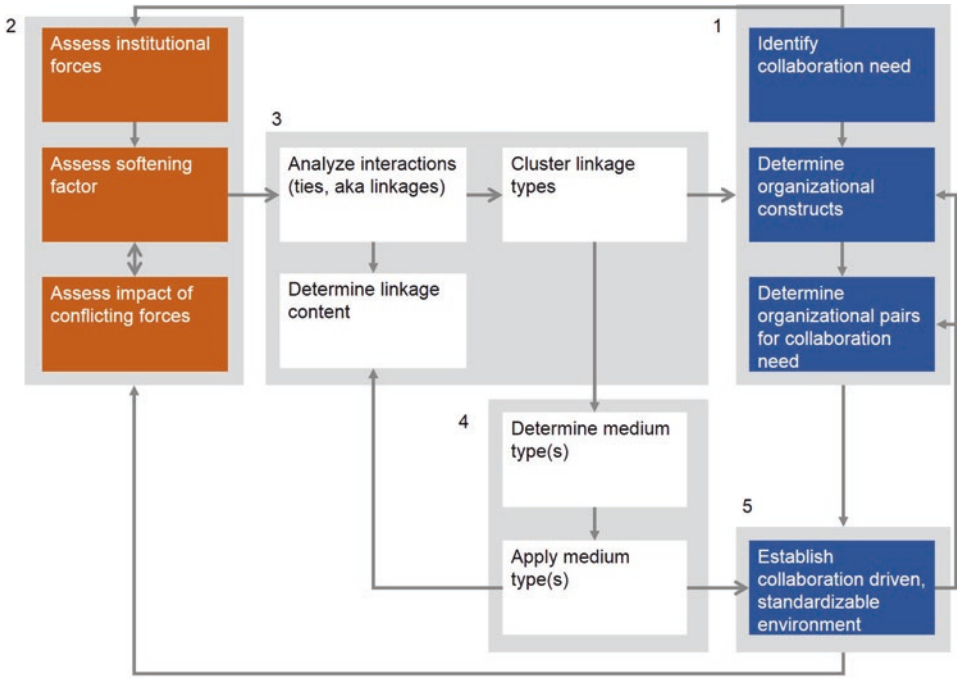 2
Assess institutional
forces
Assess softening
factor
Assess impact of
conflicting forces
3
Analyze interactions
(ties, aka linkages)
Cluster linkage
types
Determine linkage
content
1
Identify
collaboration need
Determine
organizational
constructs
Determine
organizational pairs
for collaboration
need
4
Determine medium
type(s)
Apply medium
type(s)
5
Establish
collaboration driven,
standardizable
environment